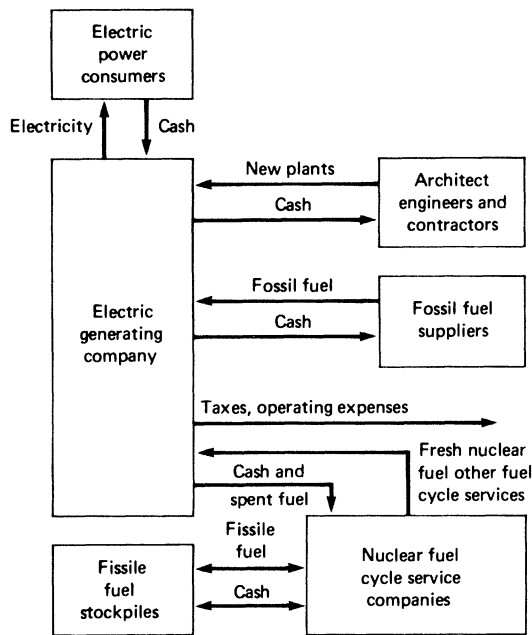 Electric
power
consumers
Electricity
Cash
New plants
Cash
Architect
engineers and
contractors
Electric
generating
company
Fossil fuel
Cash
Fossil fuel
suppliers
Taxes, operating expenses
Fresh nuclear
fuel other fuel
cycle services
Cash and
spent fuel
Fissile
fuel
Cash
Fissile
fuel
stockpiles
Nuclear fuel
cycle service
companies